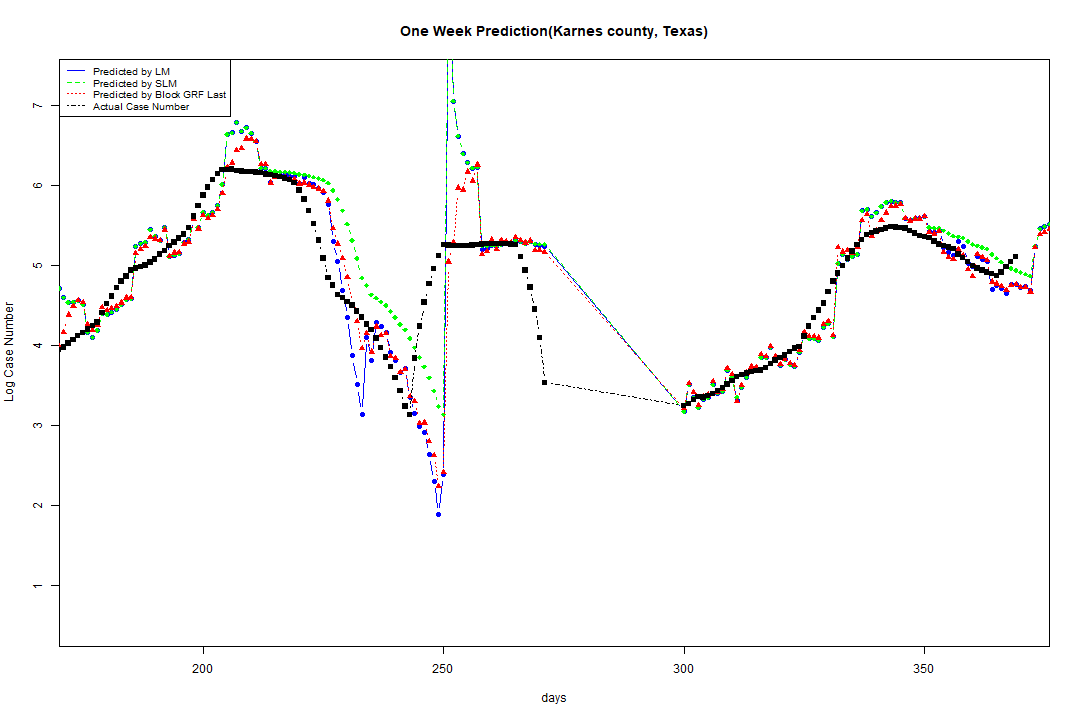 One Week Prediction(Karnes county, Texas)
Predicted by LM
Predicted by SLM
Predicted by Block GRF Last
Actual Case Number
Log Case Number
7
6
5
4
3
2
1
200
250
300
350
days